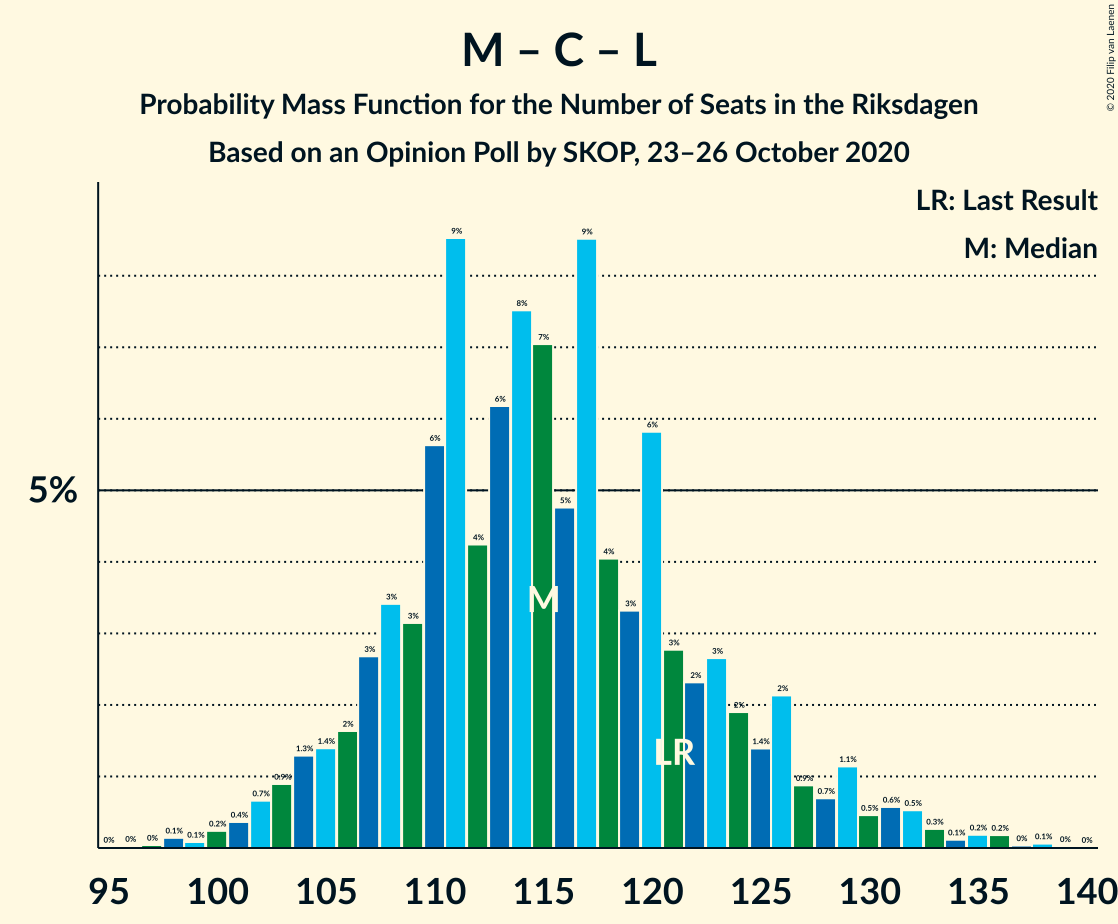 M – C – L
Probability Mass Function for the Number of Seats in the Riksdagen
Based on an Opinion Poll by SKOP, 23–26 October 2020
© 2020 Filip van Laenen
LR: Last Result
M: Median
5%
0% 0% 0% 0.1% 0.1% 0.2% 0.4% 0.7% 0.9% 1.3% 1.4% 2% 3% 3% 3% 6% 9% 4% 6% 8% 7% 5% 9% 4% 3% 6% 3% 2% 3% 2% 1.4% 2% 0.9% 0.7% 1.1% 0.5% 0.6% 0.5% 0.3% 0.1% 0.2% 0.2% 0% 0.1% 0% 0%
M
LR
95 100 105 110 115 120 125 130 135 140